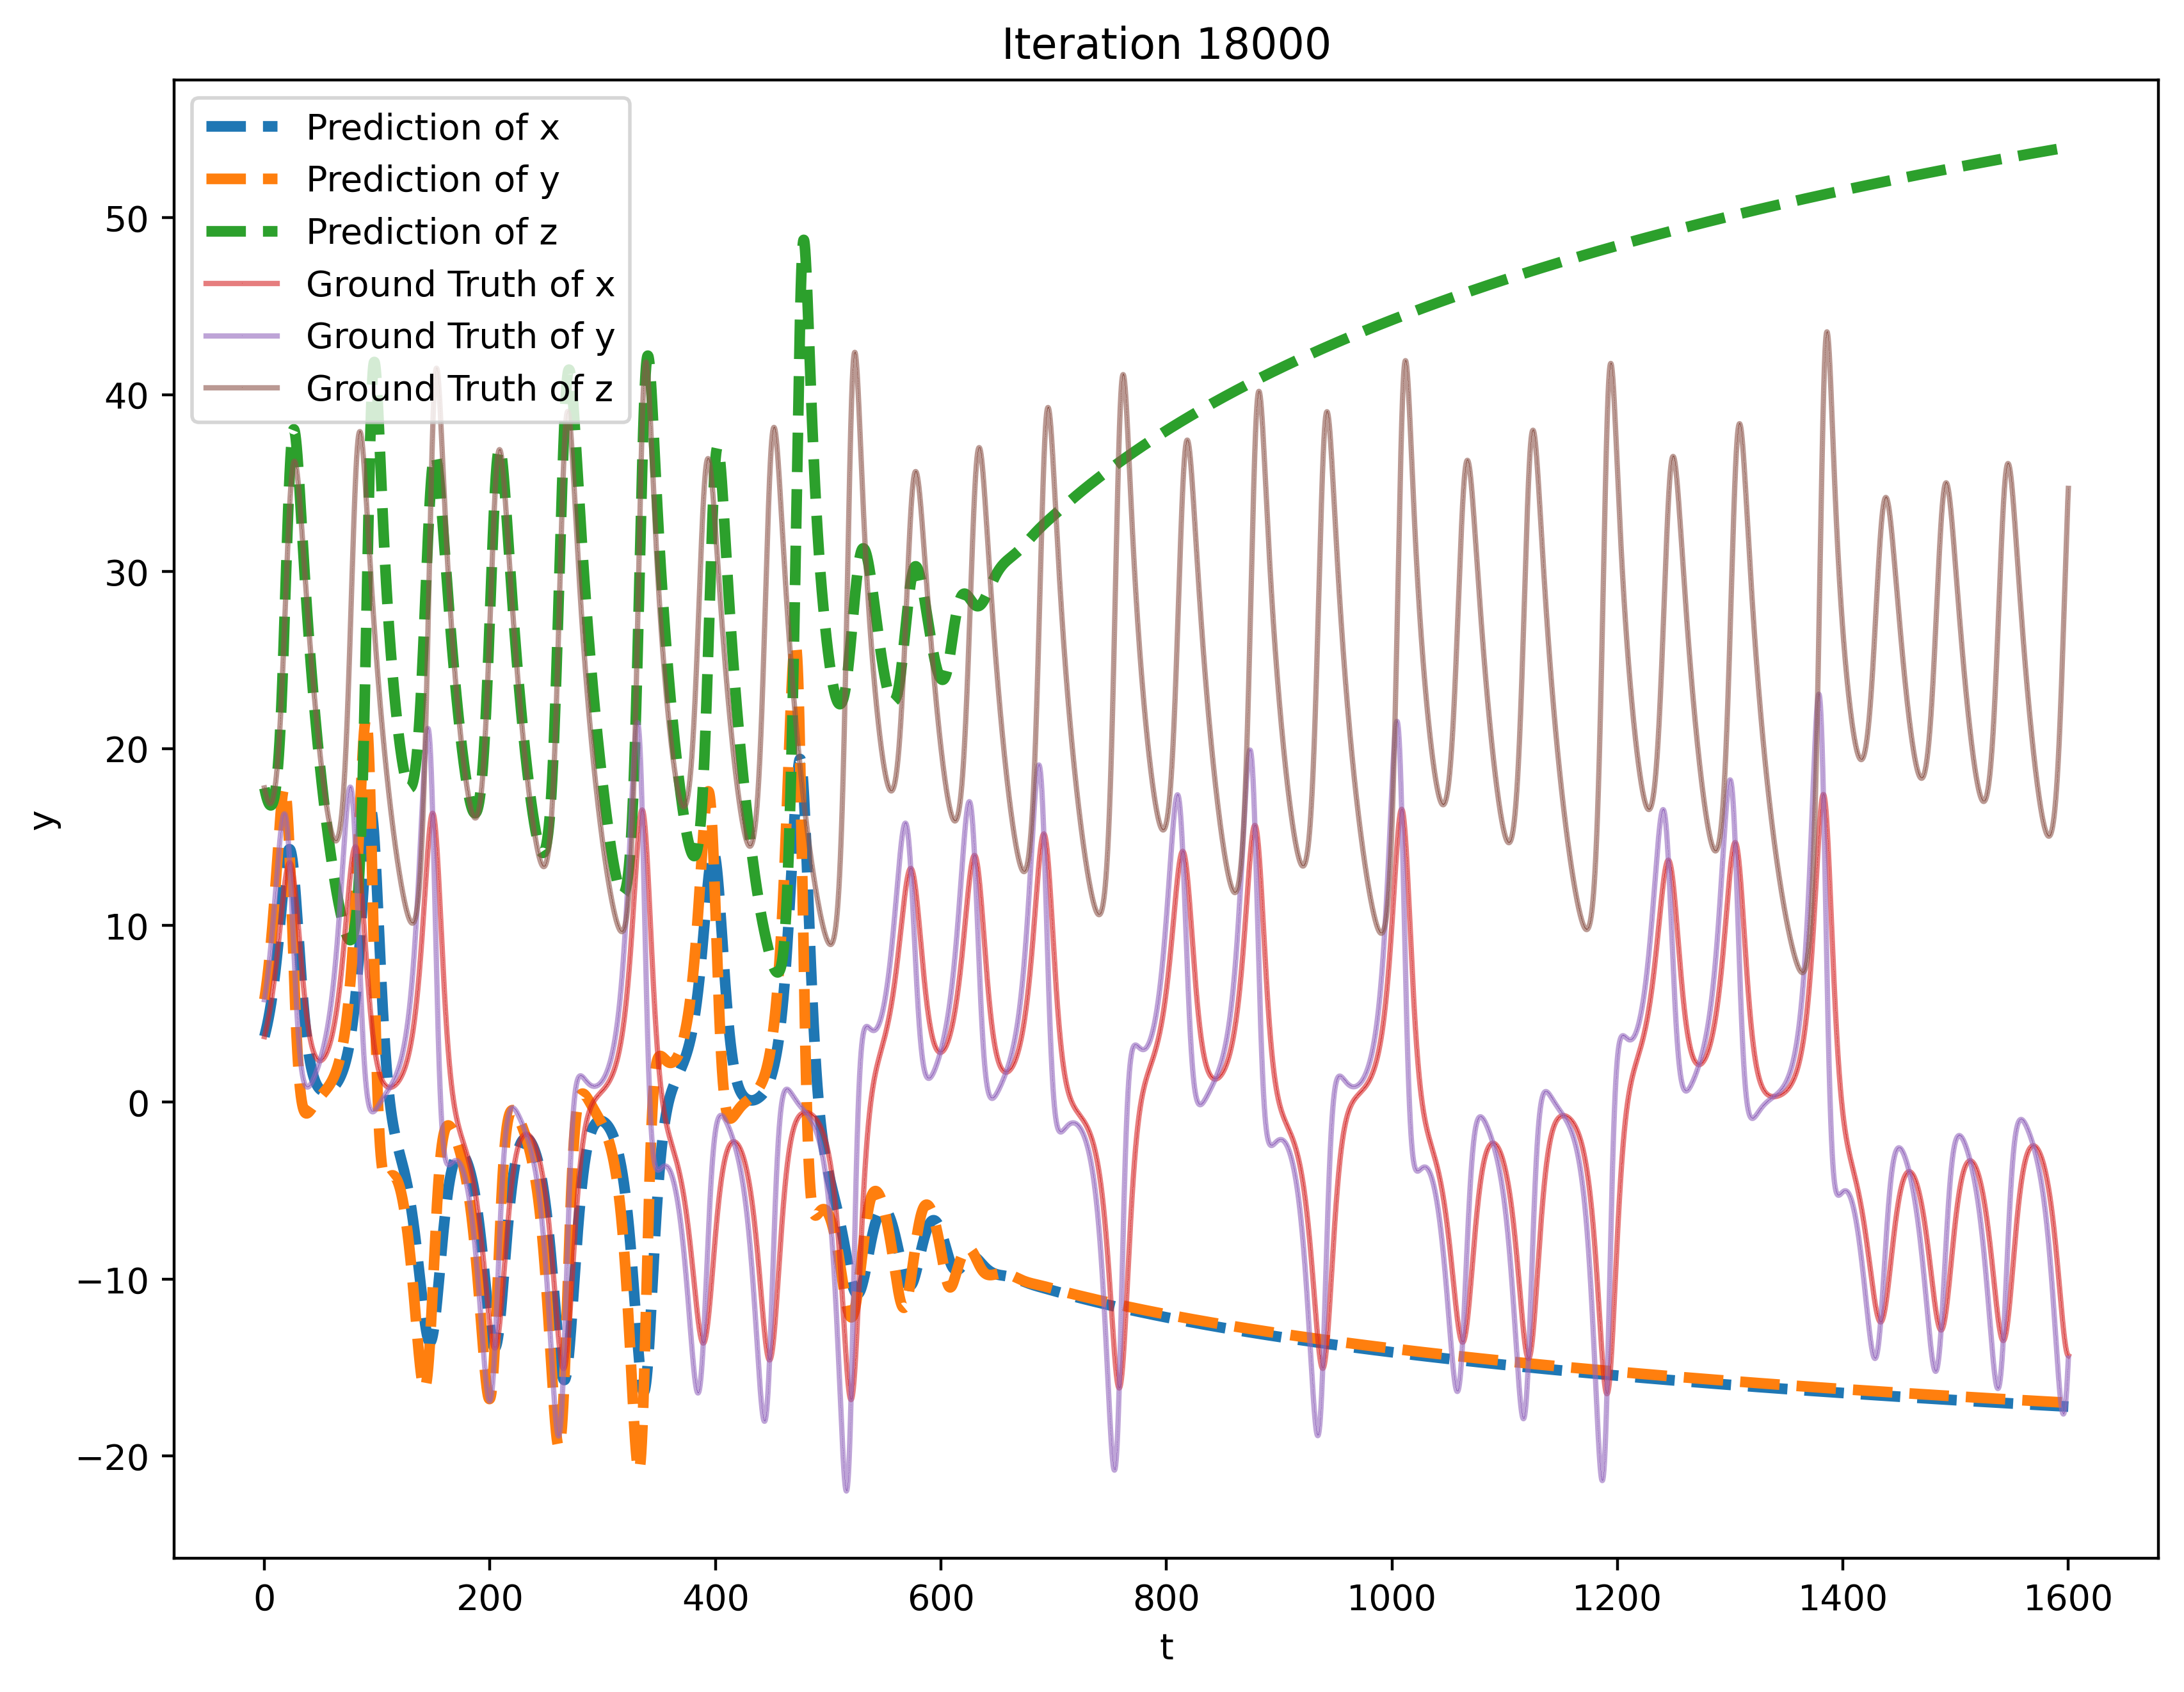 Iteration 18000
Prediction of x
Prediction of y
Prediction of z
Ground Truth of x
Ground Truth of y
Ground Truth of z
50
40
30
20
10
0
−10
−20
y
0 200 400 600 800 1000 1200 1400 1600
t